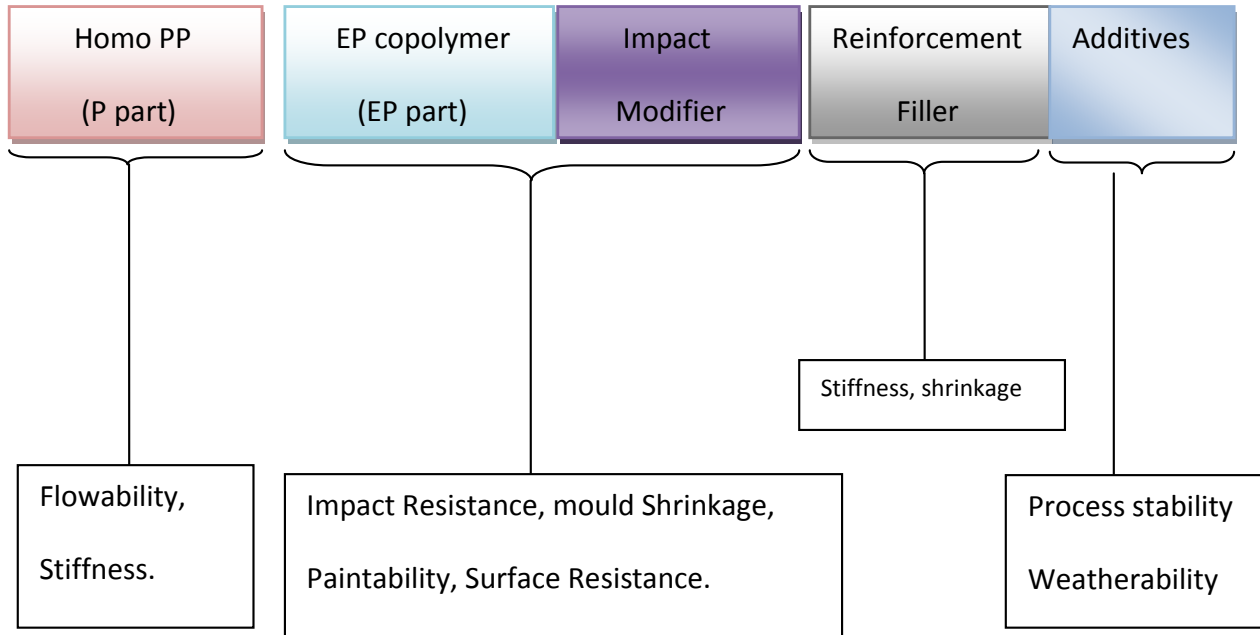 Homo PP
(P part)
EP copolymer
(EP part)
Impact
Modifier
Reinforcement
Filler
Additives
Stiffness, shrinkage
Flowability,
Stiffness.
Impact Resistance, mould Shrinkage,
Paintability, Surface Resistance.
Process stability
Weatherability